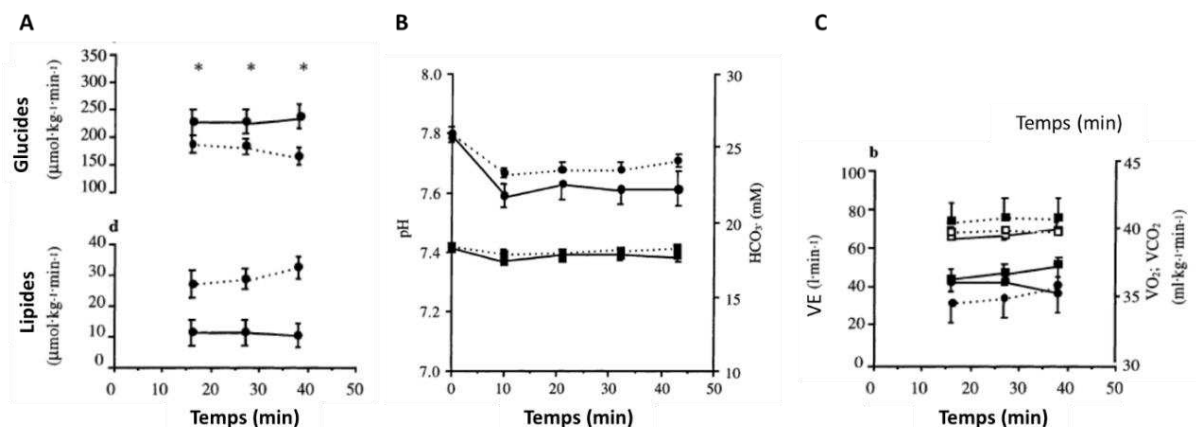 A
Glucides
(µmol·kg-1·min-1)
350
300
250
200
150
100
* * *
d
Lipides
(µmol·kg-1·min-1)
40
30
20
10
0
0 10 20 30 40 50
Temps (min)
B
pH
8.0
7.8
7.6
7.4
7.2
7.0
30
25
20
15
10
HCO3- (mM)
0 10 20 30 40 50
Temps (min)
C
Temps (min)
b
VE (l·min-1)
100
80
60
40
20
0
45
40
35
30
VO2; VCO2
(ml·kg-1·min-1)
0 10 20 30 40 50
Temps (min)